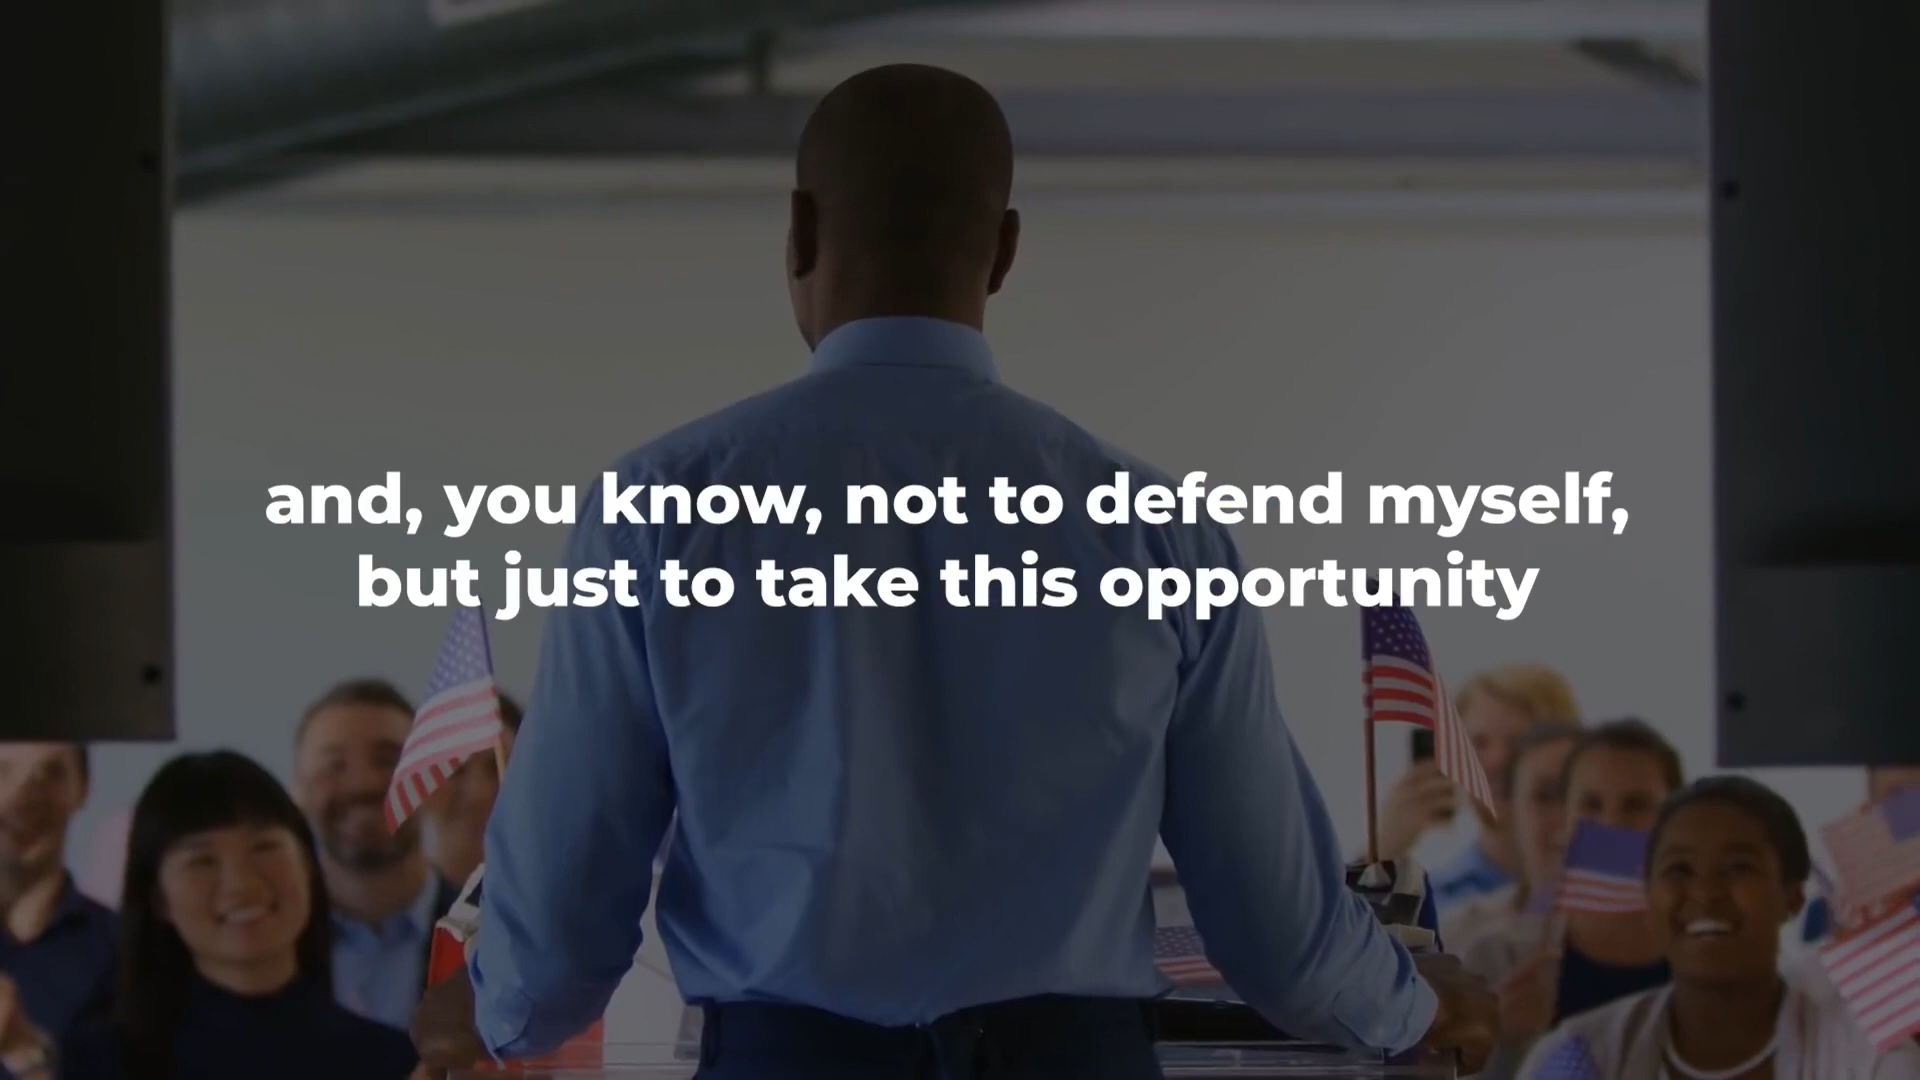 and, you know, not to defend myself,
but just to take this opportunity